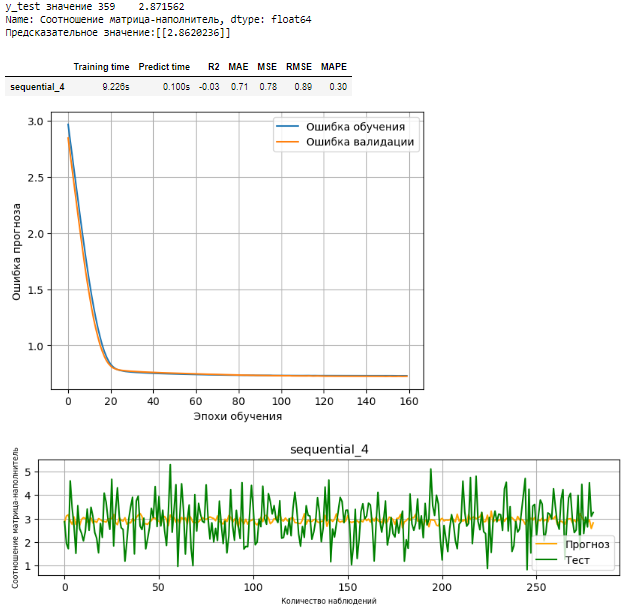 y_test значение 359    2.871562
Name: Соотношение матрица-наполнитель, dtype: float64
Предсказательное значение:[[2.8620236]]
Training time Predict time R2 MAE MSE RMSE MAPE
sequential_4 9.226s 0.100s -0.03 0.71 0.78 0.89 0.30
Ошибка обучения
Ошибка валидации
Ошибка прогноза
3.0
2.5
2.0
1.5
1.0
0 20 40 60 80 100 120 140 160
Эпохи обучения
sequential_4
Соотношение матрица-наполнитель
5
4
3
2
1
Прогноз
Тест
0 50 100 150 200 250
Количество наблюдений